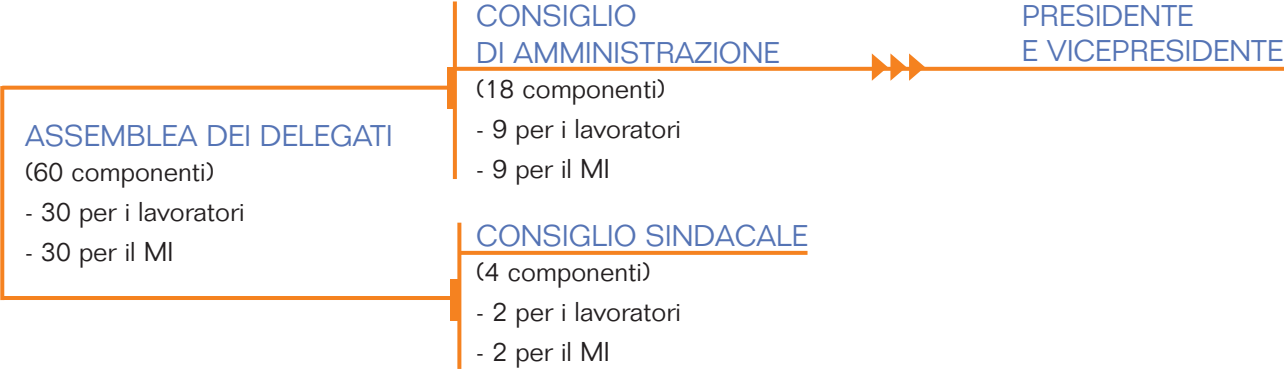 ASSEMBLEA DEI DELEGATI
(60 componenti)
- 30 per i lavoratori
- 30 per il MI
CONSIGLIO
DI AMMINISTRAZIONE
(18 componenti)
- 9 per i lavoratori
- 9 per il MI
PRESIDENTE
E VICEPRESIDENTE
CONSIGLIO SINDACALE
(4 componenti)
- 2 per i lavoratori
- 2 per il MI